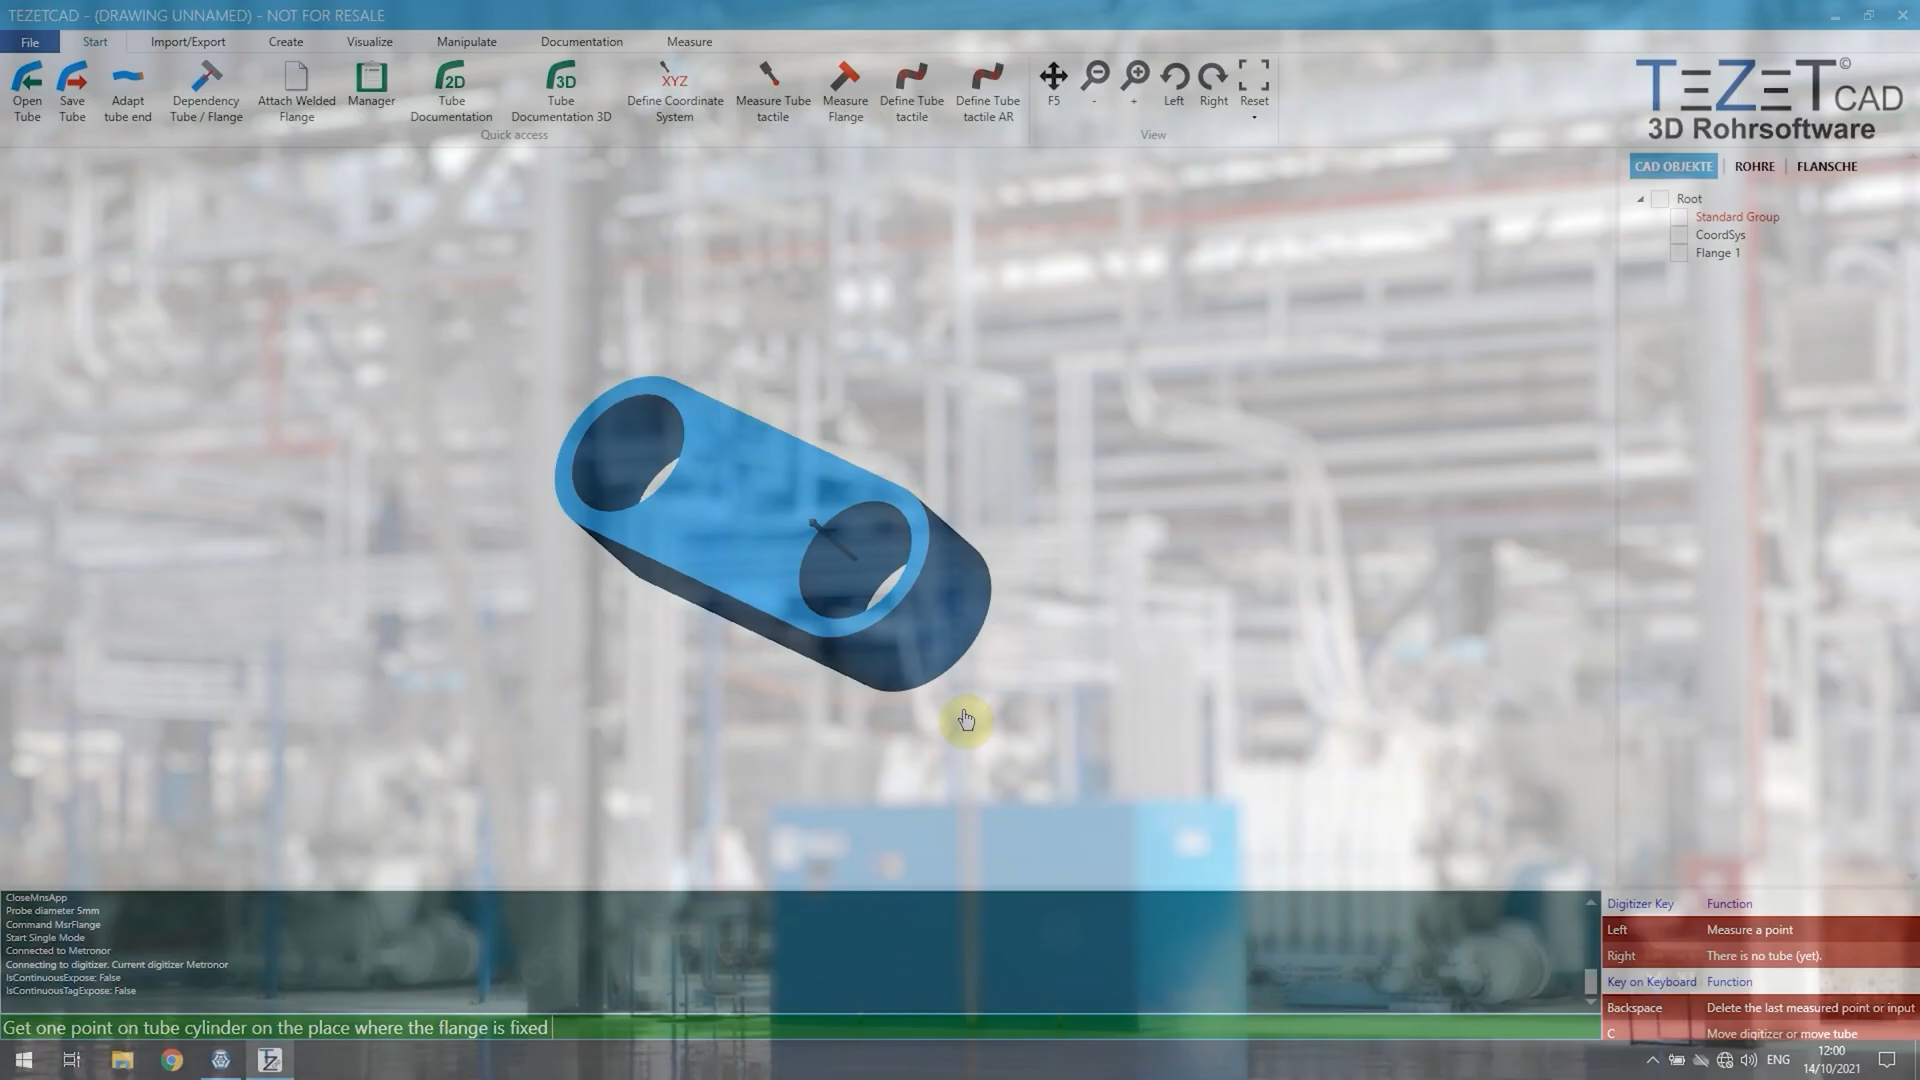 TEZETCAD - (DRAWING UNNAMED) - NOT FOR RESALE
File Start Import/Export Create Visualize Manipulate Documentation Measure
Open Tube
Save Tube
Adapt tube end
Dependency Tube / Flange
Attach Welded Flange
Manager
2D
Tube Documentation
3D
Tube Documentation 3D
XYZ
Define Coordinate System
Measure Tube tactile
Measure Flange
Define Tube tactile
Define Tube tactile AR
F5 - + Left Right Reset
Quick access View
TEZET© CAD
3D Rohrsoftware
CAD OBJEKTE | ROHRE | FLANSCHE
Root
Standard Group
CoordSys
Flange 1
CloseMnsApp
Probe diameter 5mm
Command MsrFlange
Start Single Mode
Connected to Metronor
Connecting to digitizer. Current digitizer Metronor
IsContinuousExpose: False
IsContinuousTagExpose: False
Get one point on tube cylinder on the place where the flange is fixed
Digitizer Key Function
Left Measure a point
Right There is no tube (yet).
Key on Keyboard Function
Backspace Delete the last measured point or input
C Move digitizer or move tube
ENG
12:00
14/10/2021